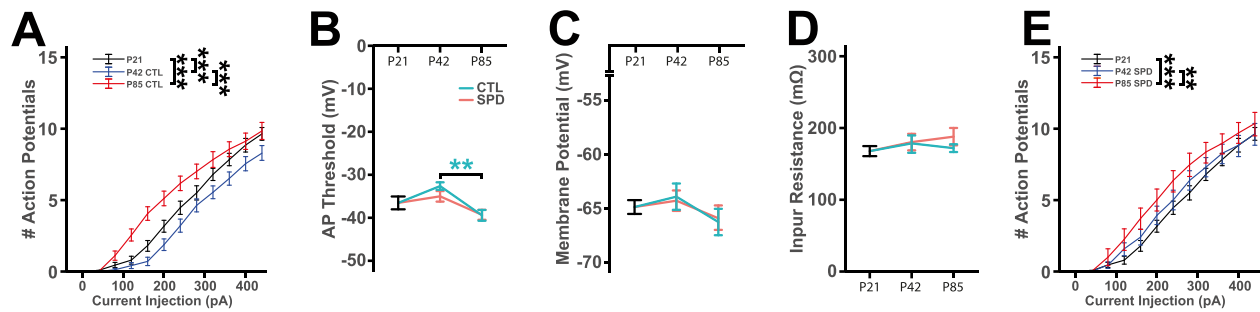 A
# Action Potentials
15
10
5
0
0 100 200 300 400
Current Injection (pA)
P21
P42 CTL
P85 CTL
*** *** ***
B
AP Threshold (mV)
0
-10
-20
-30
-40
-50
P21 P42 P85
CTL
SPD
**
C
Membrane Potential (mV)
-55
-60
-65
-70
P21 P42 P85
D
Inpur Resistance (mΩ)
300
200
100
0
P21 P42 P85
E
# Action Potentials
15
10
5
0
0 100 200 300 400
Current Injection (pA)
P21
P42 SPD
P85 SPD
*** **